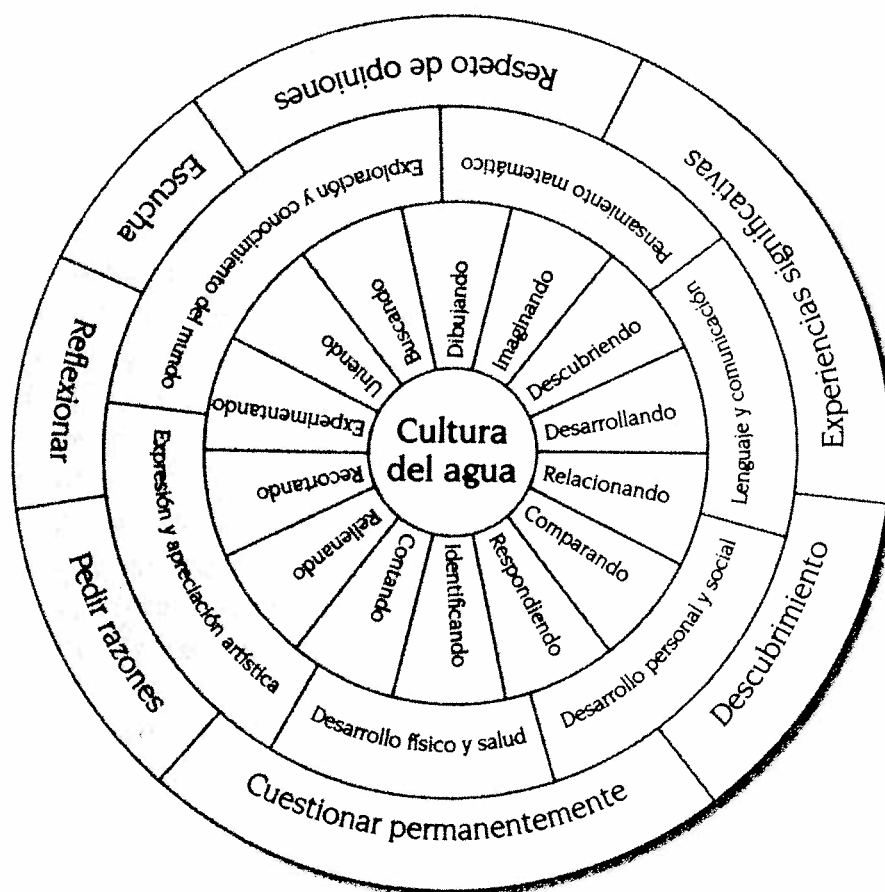 Respeto de opiniones
Experiencias significativas
Descubrimiento
Cuestionar permanentemente
Pedir razones
Reflexionar
Escucha
Exploración y conocimiento del mundo
Pensamiento matemático
Lenguaje y comunicación
Desarrollo personal y social
Desarrollo físico y salud
Expresión y apreciación artística
Dibujando
Imaginando
Descubriendo
Desarrollando
Relacionando
Comparando
Respondiendo
Identificando
Contando
Rellenando
Recortando
Experimentando
Uniendo
Buscando
Cultura
del agua